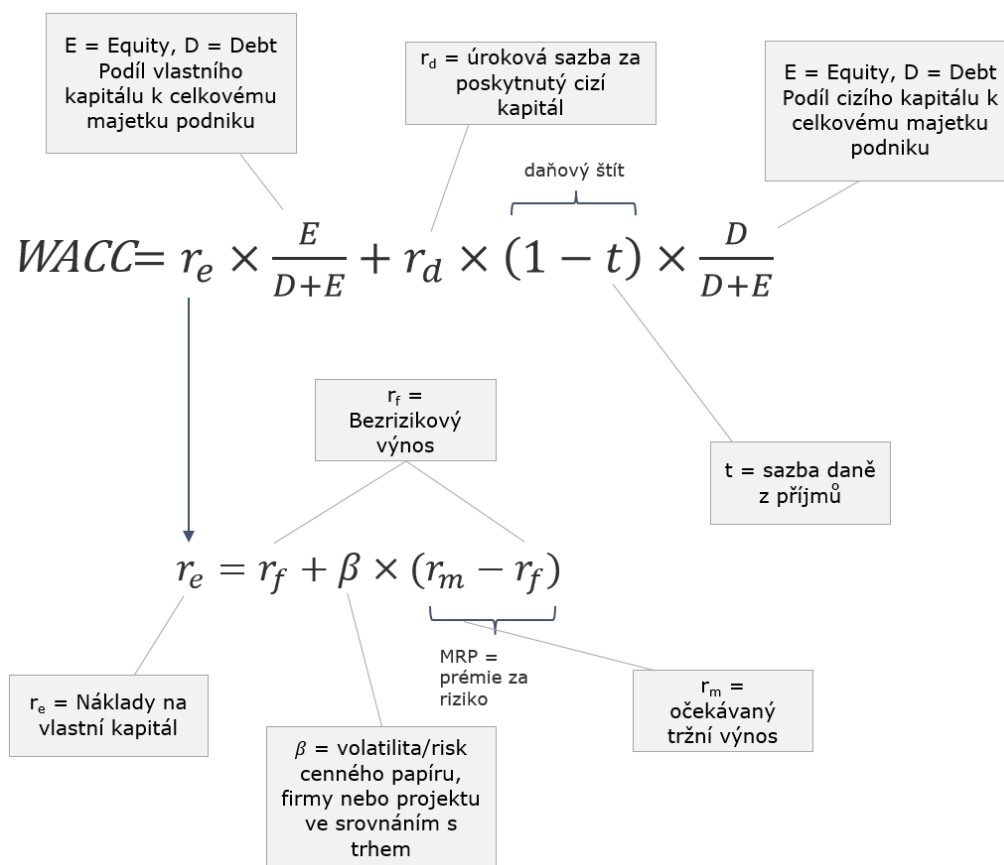 E = Equity, D = Debt
Podíl vlastního
kapitálu k celkovému
majetku podniku
r_d = úroková sazba za
poskytnutý cizí
kapitál
E = Equity, D = Debt
Podíl cizího kapitálu k
celkovému majetku
podniku
daňový štít
WACC= r_e × E/(D+E) + r_d × (1 − t) × D/(D+E)
r_f =
Bezrizikový
výnos
t = sazba daně
z příjmů
r_e = r_f + β × (r_m − r_f)
MRP =
prémie za
riziko
r_e = Náklady na
vlastní kapitál
r_m =
očekávaný
tržní výnos
β = volatilita/risk
cenného papíru,
firmy nebo projektu
ve srovnáním s
trhem